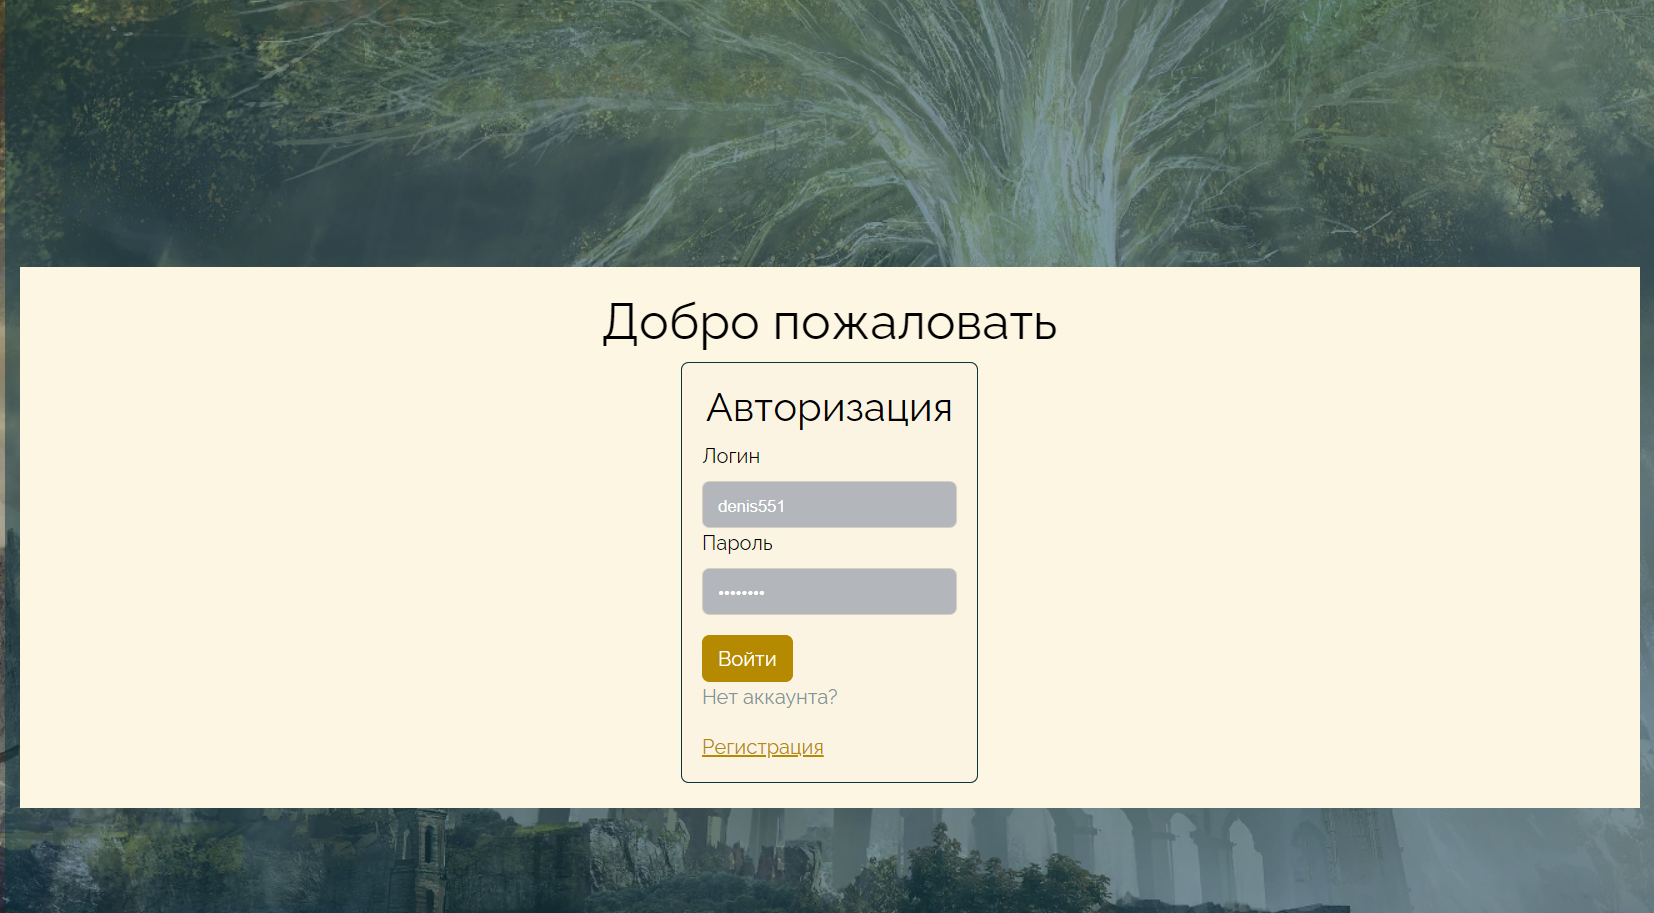 Добро пожаловать
Авторизация
Логин
denis551
Пароль
••••••••
Войти
Нет аккаунта?
Регистрация